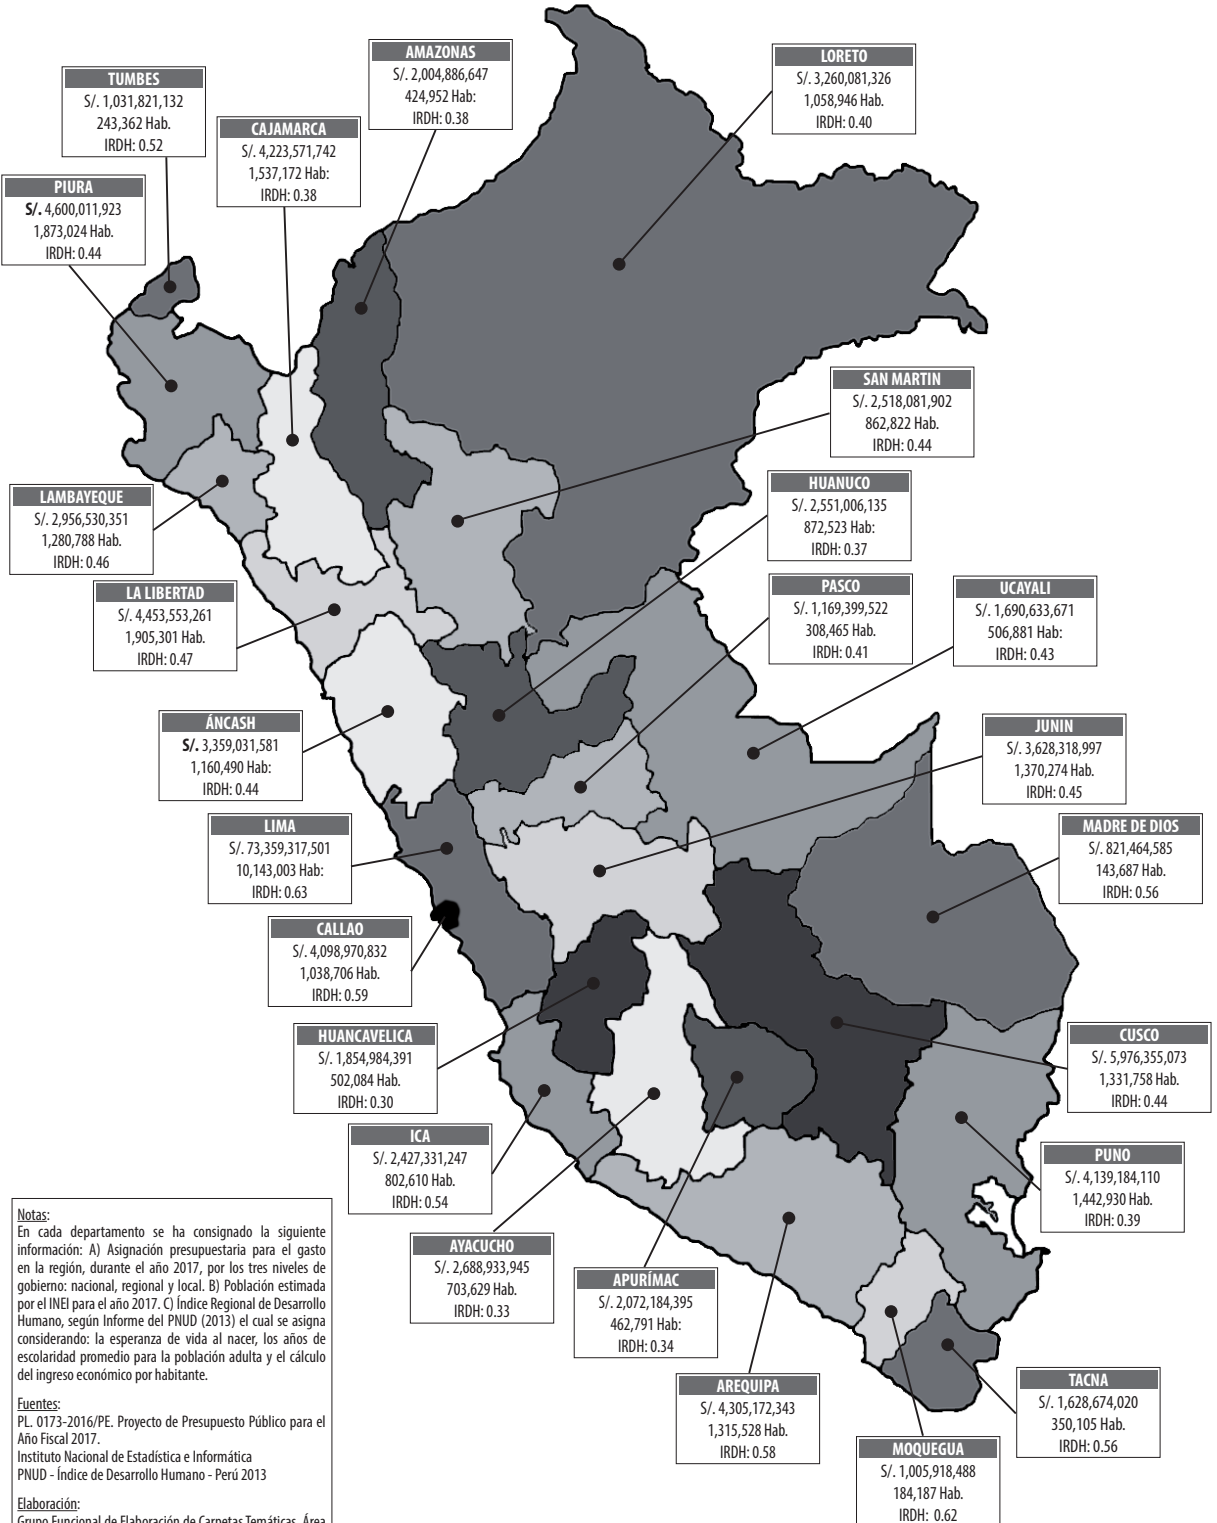 AMAZONAS
S/. 2,004,886,647
424,952 Hab:
IRDH: 0.38
LORETO
S/. 3,260,081,326
1,058,946 Hab.
IRDH: 0.40
TUMBES
S/. 1,031,821,132
243,362 Hab.
IRDH: 0.52
CAJAMARCA
S/. 4,223,571,742
1,537,172 Hab:
IRDH: 0.38
PIURA
S/. 4,600,011,923
1,873,024 Hab.
IRDH: 0.44
SAN MARTIN
S/. 2,518,081,902
862,822 Hab.
IRDH: 0.44
HUANUCO
S/. 2,551,006,135
872,523 Hab:
IRDH: 0.37
LAMBAYEQUE
S/. 2,956,530,351
1,280,788 Hab.
IRDH: 0.46
PASCO
S/. 1,169,399,522
308,465 Hab.
IRDH: 0.41
UCAYALI
S/. 1,690,633,671
506,881 Hab:
IRDH: 0.43
LA LIBERTAD
S/. 4,453,553,261
1,905,301 Hab.
IRDH: 0.47
ÁNCASH
S/. 3,359,031,581
1,160,490 Hab:
IRDH: 0.44
JUNIN
S/. 3,628,318,997
1,370,274 Hab.
IRDH: 0.45
LIMA
S/. 73,359,317,501
10,143,003 Hab:
IRDH: 0.63
MADRE DE DIOS
S/. 821,464,585
143,687 Hab.
IRDH: 0.56
CALLAO
S/. 4,098,970,832
1,038,706 Hab.
IRDH: 0.59
HUANCAVELICA
S/. 1,854,984,391
502,084 Hab.
IRDH: 0.30
CUSCO
S/. 5,976,355,073
1,331,758 Hab.
IRDH: 0.44
ICA
S/. 2,427,331,247
802,610 Hab.
IRDH: 0.54
PUNO
S/. 4,139,184,110
1,442,930 Hab.
IRDH: 0.39
AYACUCHO
S/. 2,688,933,945
703,629 Hab.
IRDH: 0.33
APURÍMAC
S/. 2,072,184,395
462,791 Hab:
IRDH: 0.34
AREQUIPA
S/. 4,305,172,343
1,315,528 Hab.
IRDH: 0.58
TACNA
S/. 1,628,674,020
350,105 Hab.
IRDH: 0.56
MOQUEGUA
S/. 1,005,918,488
184,187 Hab.
IRDH: 0.62
Notas:
En cada departamento se ha consignado la siguiente
información: A) Asignación presupuestaria para el gasto
en la región, durante el año 2017, por los tres niveles de
gobierno: nacional, regional y local. B) Población estimada
por el INEI para el año 2017. C) Índice Regional de Desarrollo
Humano, según Informe del PNUD (2013) el cual se asigna
considerando: la esperanza de vida al nacer, los años de
escolaridad promedio para la población adulta y el cálculo
del ingreso económico por habitante.
Fuentes:
PL. 0173-2016/PE. Proyecto de Presupuesto Público para el
Año Fiscal 2017.
Instituto Nacional de Estadística e Informática
PNUD - Índice de Desarrollo Humano - Perú 2013
Elaboración:
Grupo Funcional de Elaboración de Carpetas Temáticas. Área